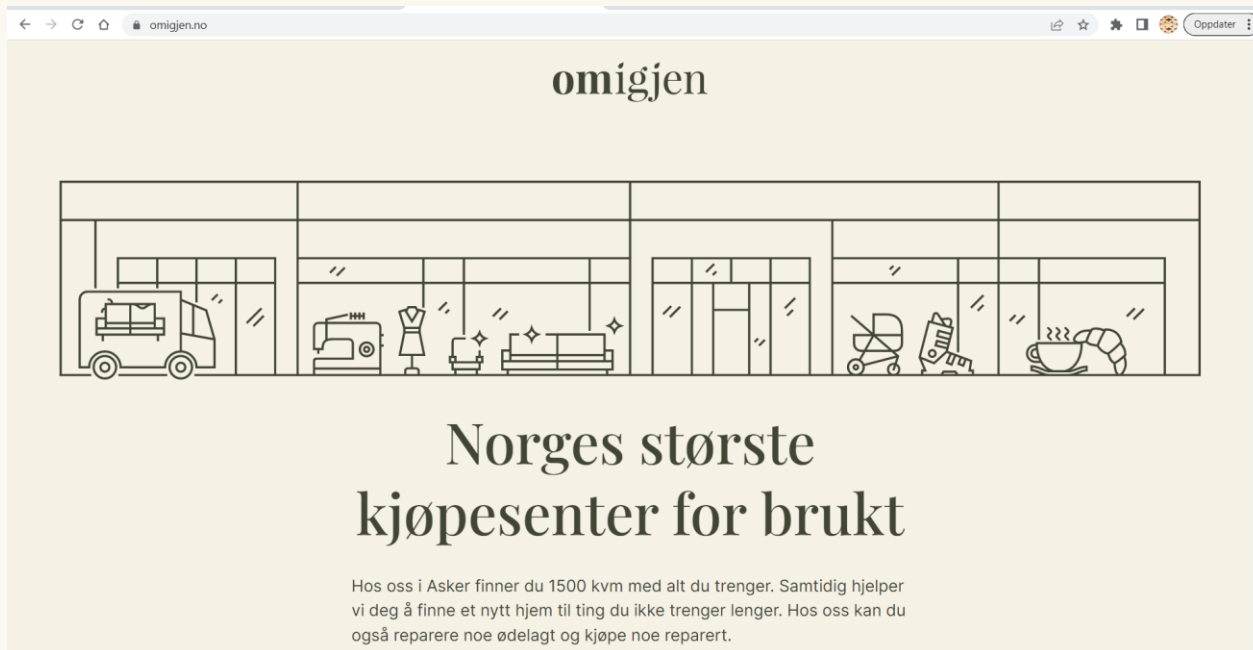 omigjen.no
Oppdater
omigjen
Norges største
kjøpesenter for brukt
Hos oss i Asker finner du 1500 kvm med alt du trenger. Samtidig hjelper
vi deg å finne et nytt hjem til ting du ikke trenger lenger. Hos oss kan du
også reparere noe ødelagt og kjøpe noe reparert.